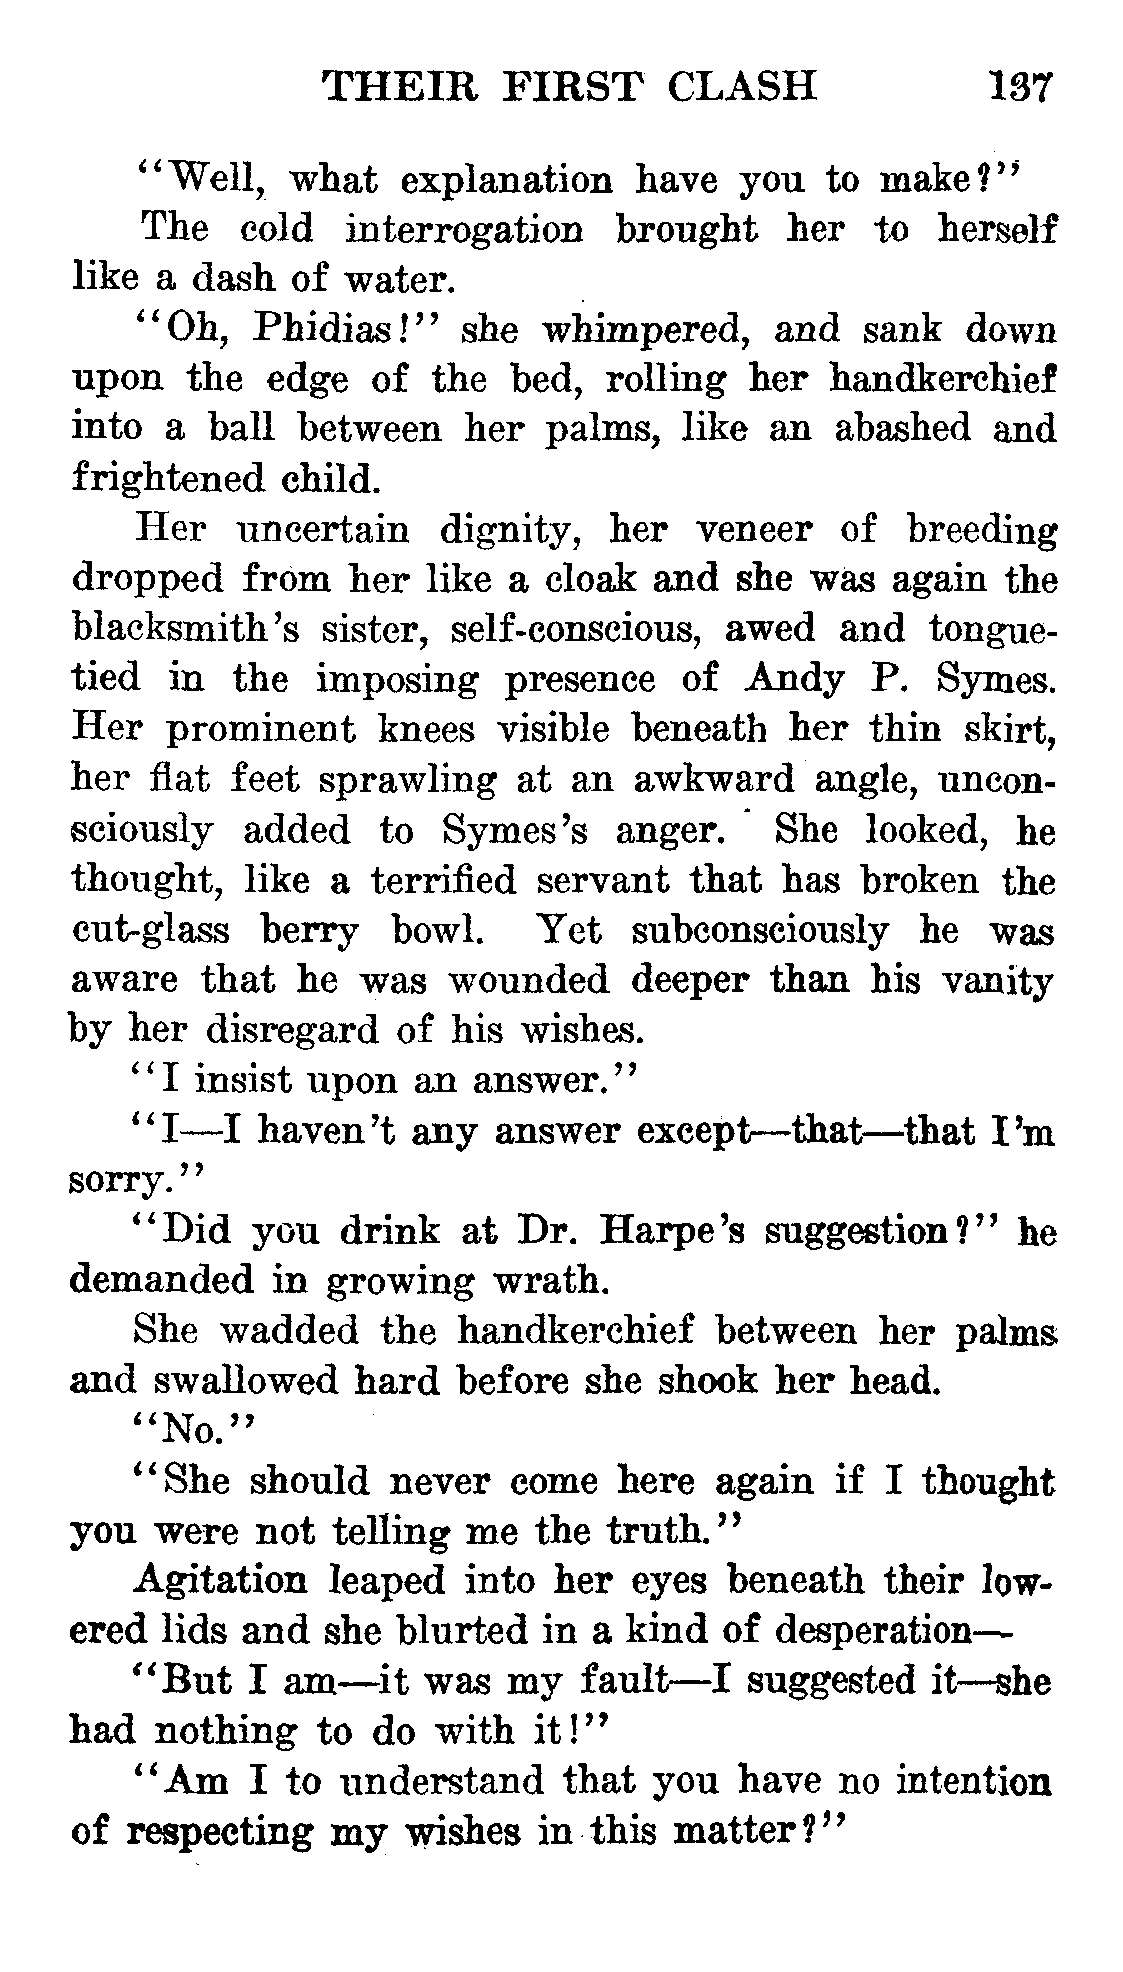 THEIR FIRST CLASH 137
"Well, what explanation have you to make?"
The cold interrogation brought her to herself
like a dash of water.
"Oh, Phidias!" she whimpered, and sank down
upon the edge of the bed, rolling her handkerchief
into a ball between her palms, like an abashed and
frightened child.
Her uncertain dignity, her veneer of breeding
dropped from her like a cloak and she was again the
blacksmith's sister, self-conscious, awed and tongue-
tied in the imposing presence of Andy P. Symes.
Her prominent knees visible beneath her thin skirt,
her flat feet sprawling at an awkward angle, uncon-
sciously added to Symes's anger. She looked, he
thought, like a terrified servant that has broken the
cut-glass berry bowl. Yet subconsciously he was
aware that he was wounded deeper than his vanity
by her disregard of his wishes.
"I insist upon an answer."
"I—I haven't any answer except—that—that I'm
sorry."
"Did you drink at Dr. Harpe's suggestion?" he
demanded in growing wrath.
She wadded the handkerchief between her palms
and swallowed hard before she shook her head.
"No."
"She should never come here again if I thought
you were not telling me the truth."
Agitation leaped into her eyes beneath their low-
ered lids and she blurted in a kind of desperation—
"But I am—it was my fault—I suggested it—she
had nothing to do with it!"
"Am I to understand that you have no intention
of respecting my wishes in this matter?"